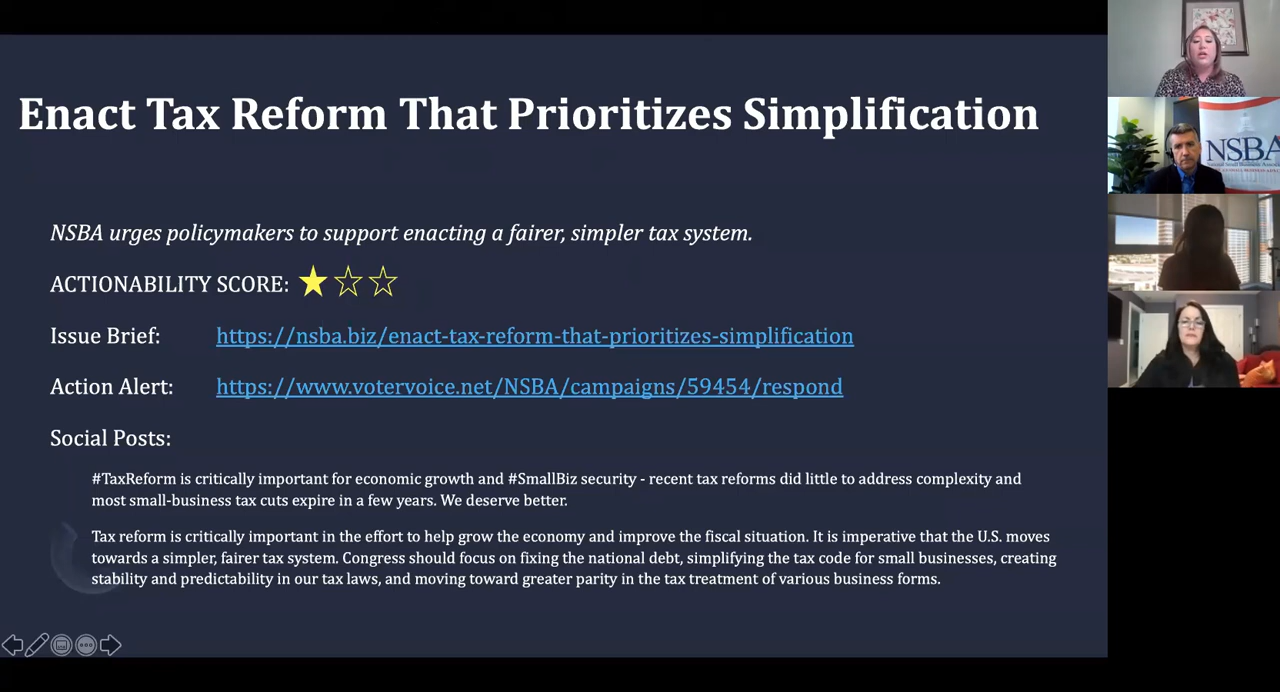 Enact Tax Reform That Prioritizes Simplification
NSBA urges policymakers to support enacting a fairer, simpler tax system.
ACTIONABILITY SCORE: ★☆☆
Issue Brief: https://nsba.biz/enact-tax-reform-that-prioritizes-simplification
Action Alert: https://www.votervoice.net/NSBA/campaigns/59454/respond
Social Posts:
#TaxReform is critically important for economic growth and #SmallBiz security - recent tax reforms did little to address complexity and
most small-business tax cuts expire in a few years. We deserve better.
Tax reform is critically important in the effort to help grow the economy and improve the fiscal situation. It is imperative that the U.S. moves
towards a simpler, fairer tax system. Congress should focus on fixing the national debt, simplifying the tax code for small businesses, creating
stability and predictability in our tax laws, and moving toward greater parity in the tax treatment of various business forms.
NSBA